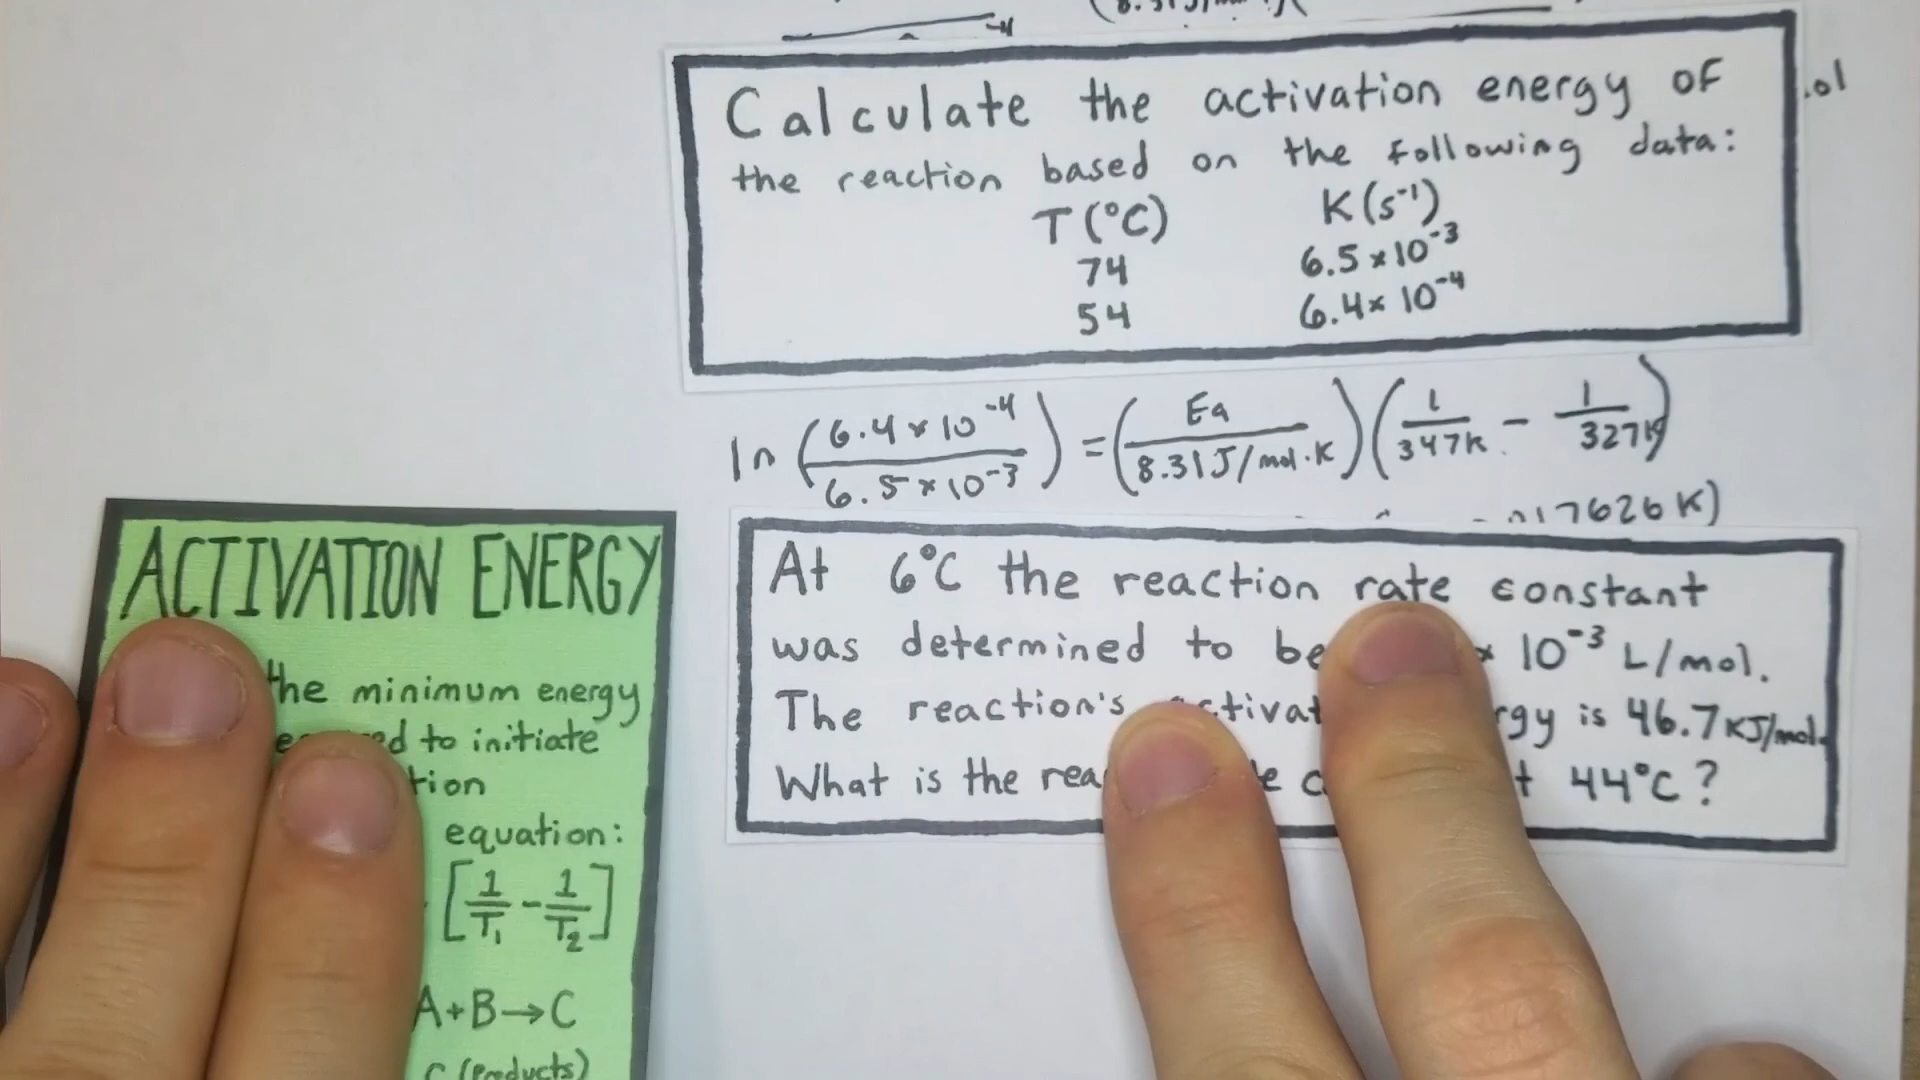 Calculate the activation energy of
the reaction based on the following data:
T(°C) K(s⁻¹)
74 6.5 × 10⁻³
54 6.4 × 10⁻⁴
ln (6.4 × 10⁻⁴ / 6.5 × 10⁻³) = (Ea / 8.31 J/mol·K) (1/347K - 1/327K)
17626 K)
ACTIVATION ENERGY
the minimum energy
to initiate
equation:
[1/T₁ - 1/T₂]
A+B→C
C (Products)
At 6°C the reaction rate constant
was determined to be × 10⁻³ L/mol.
The reaction's is 46.7 KJ/mol.
What is the 44°C?